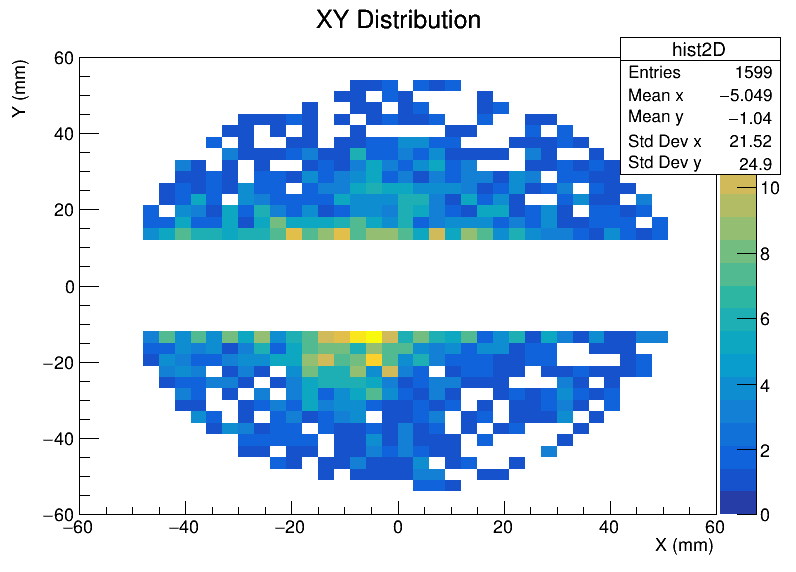 XY Distribution
hist2D
Entries 1599
Mean x −5.049
Mean y −1.04
Std Dev x 21.52
Std Dev y 24.9
Y (mm)
60
40
20
0
−20
−40
−60
−60 −40 −20 0 20 40 60
X (mm)
10
8
6
4
2
0